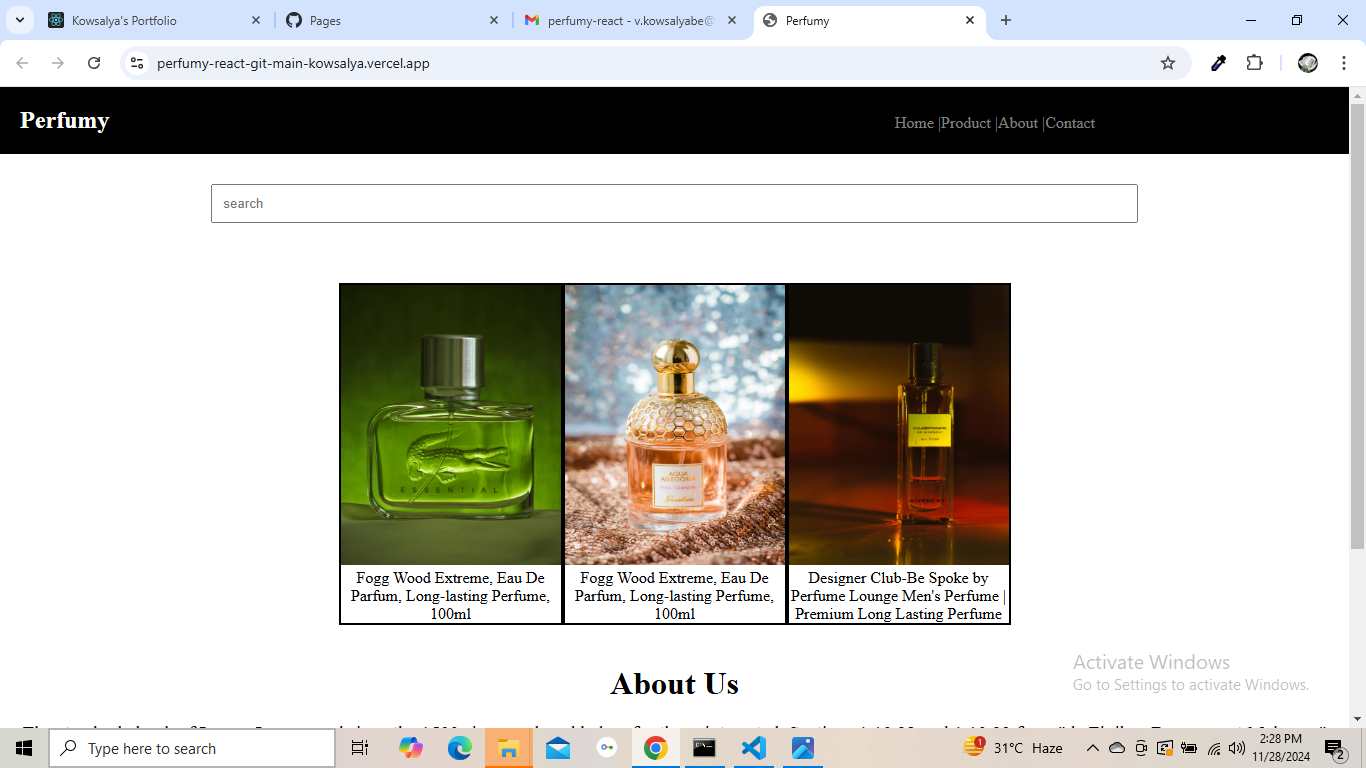 Kowsalya's Portfolio
Pages
perfumy-react - v.kowsalyabe@
Perfumy
perfumy-react-git-main-kowsalya.vercel.app
Perfumy
Home |Product |About |Contact
search
ESSENTIAL
AQUA
ALLEGORIA
Guerlain
GIVENCHY
Fogg Wood Extreme, Eau De
Parfum, Long-lasting Perfume,
100ml
Fogg Wood Extreme, Eau De
Parfum, Long-lasting Perfume,
100ml
Designer Club-Be Spoke by
Perfume Lounge Men's Perfume |
Premium Long Lasting Perfume
About Us
Activate Windows
Go to Settings to activate Windows.
Type here to search
1
31°C Haze
2:28 PM
11/28/2024
2